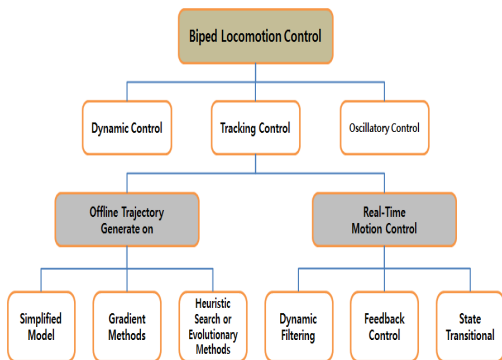 Biped Locomotion Control
Dynamic Control
Tracking Control
Oscillatory Control
Offline Trajectory
Generate on
Real-Time
Motion Control
Simplified
Model
Gradient
Methods
Heuristic
Search or
Evolutionary
Methods
Dynamic
Filtering
Feedback
Control
State
Transitional